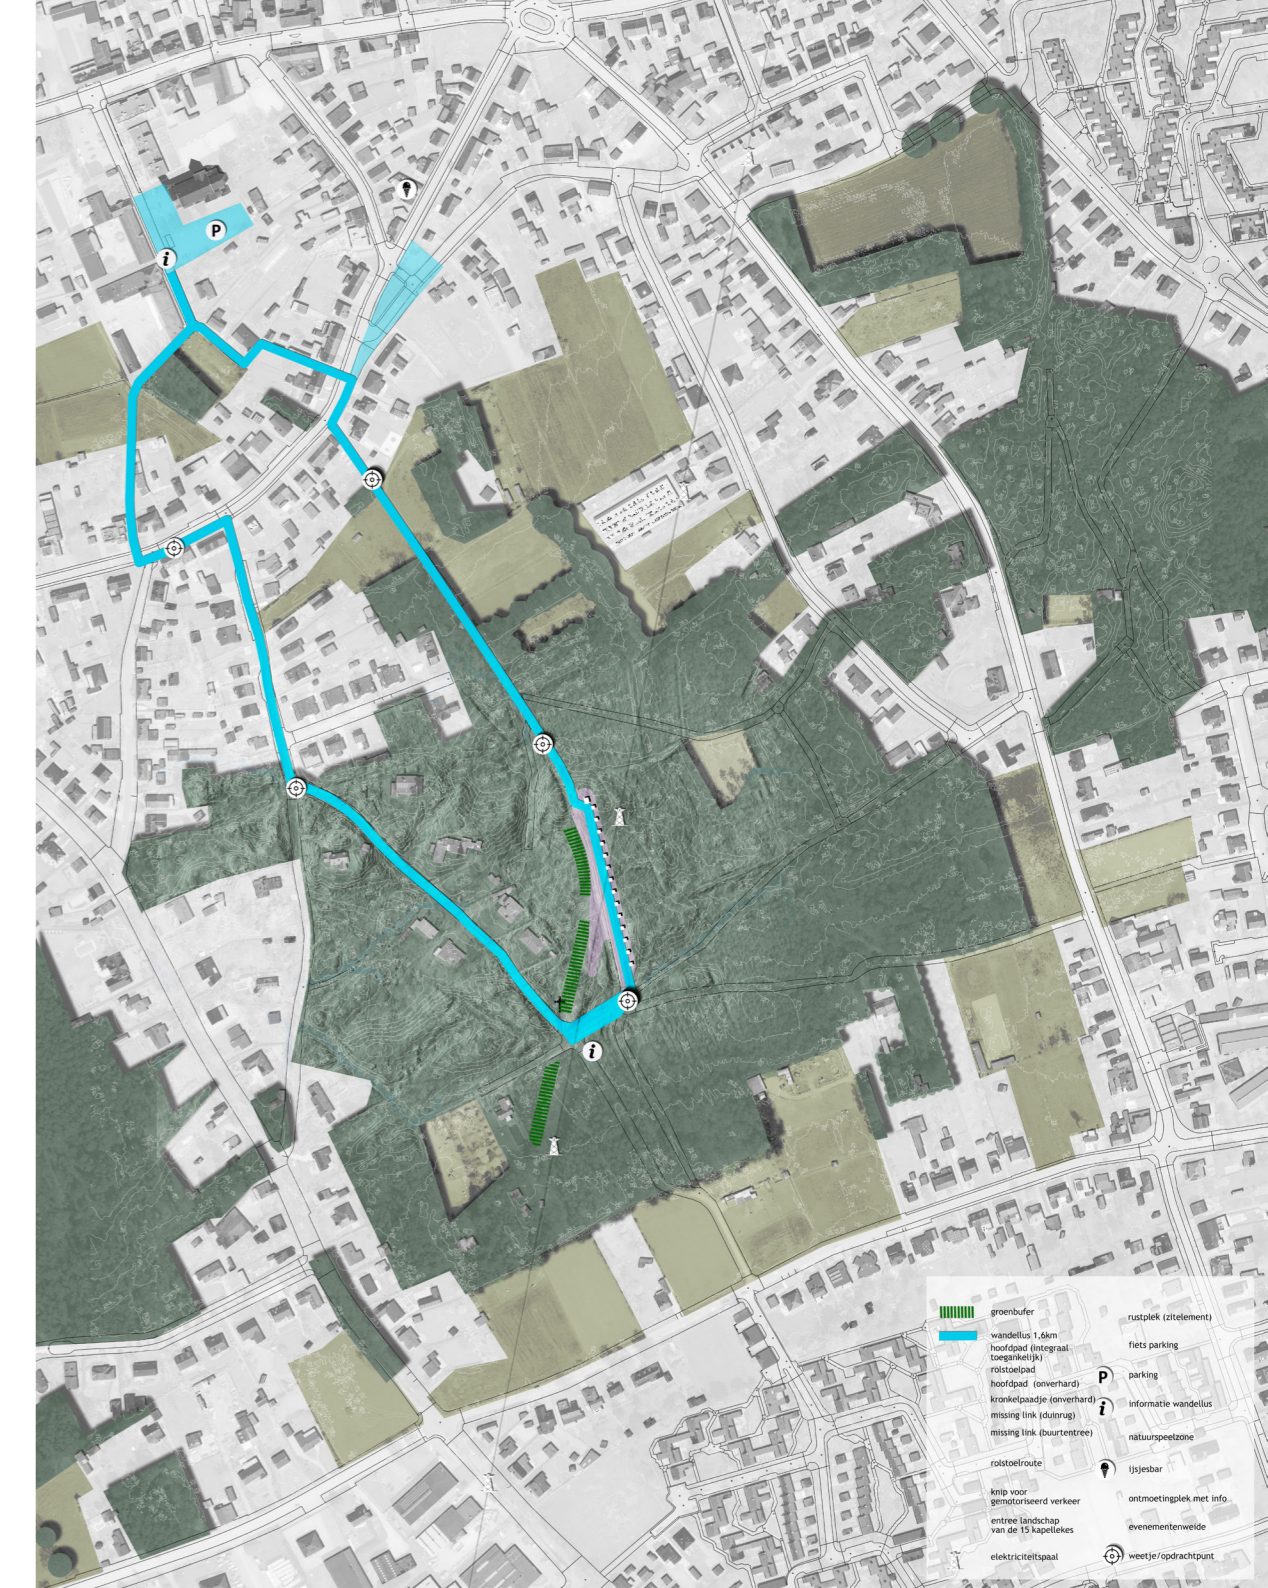 P
i
i
groenbufer
wandellus 1,6km
hoofdpad (integraal
toegankelijk)
rolstoelpad
hoofdpad (onverhard)
kronkelpaadje (onverhard)
missing link (duinrug)
missing link (buurtentree)
rolstoelroute
knip voor
gemotoriseerd verkeer
entree landschap
van de 15 kapellekes
elektriciteitspaal
rustplek (zitelement)
fiets parking
P parking
i informatie wandellus
natuurspeelzone
ijsjesbar
ontmoetingplek met info
evenementenweide
weetje/opdrachtpunt